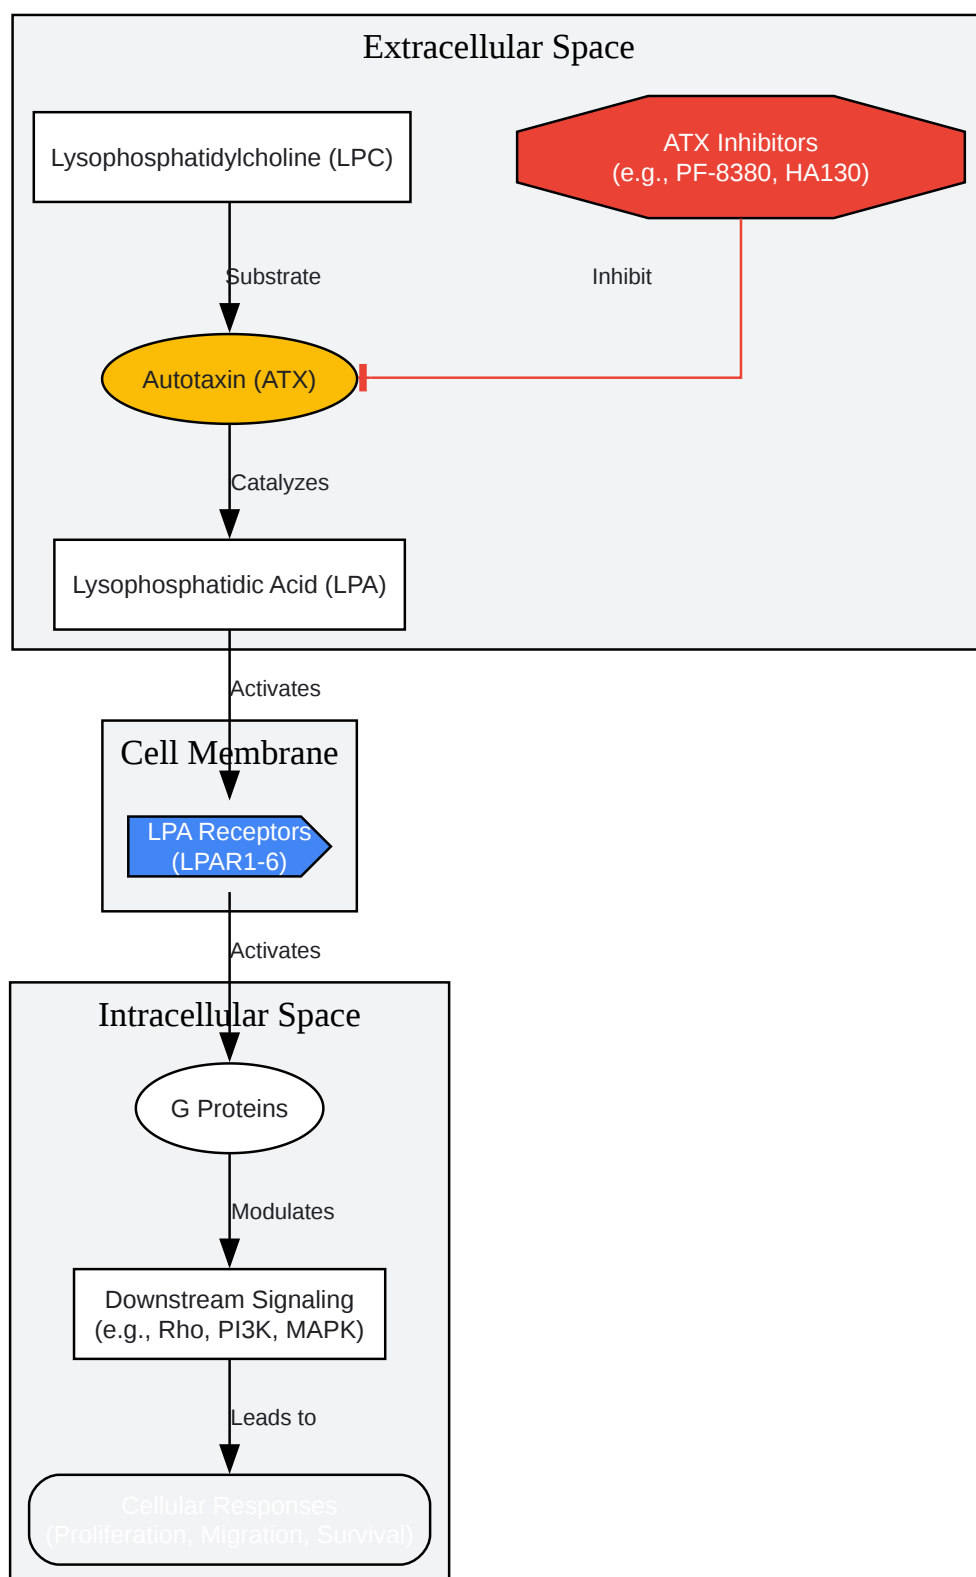 Extracellular Space
Lysophosphatidylcholine (LPC)
ATX Inhibitors
(e.g., PF-8380, HA130)
Substrate
Inhibit
Autotaxin (ATX)
Catalyzes
Lysophosphatidic Acid (LPA)
Activates
Cell Membrane
LPA Receptors
(LPAR1-6)
Activates
Intracellular Space
G Proteins
Modulates
Downstream Signaling
(e.g., Rho, PI3K, MAPK)
Leads to
Cellular Responses
(Proliferation, Migration, Survival)